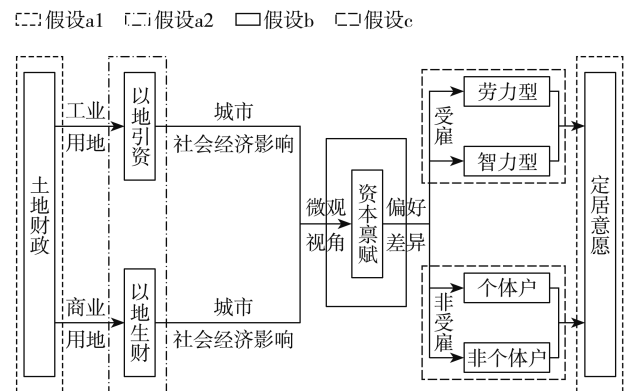 假设a1 假设a2 假设b 假设c
土地财政
工业
用地
以地引资
城市
社会经济影响
商业
用地
以地生财
城市
社会经济影响
微观
视角
资本禀赋
偏好
差异
受雇
劳力型
智力型
非受雇
个体户
非个体户
定居意愿